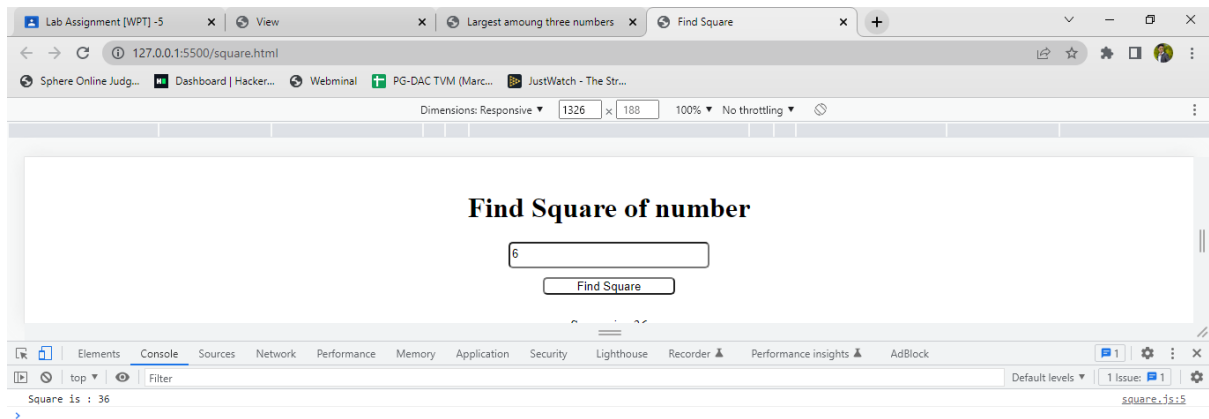 Lab Assignment [WPT] -5 View Largest amoung three numbers Find Square
127.0.0.1:5500/square.html
Sphere Online Judg... Dashboard | Hacker... Webminal PG-DAC TVM (Marc... JustWatch - The Str...
Dimensions: Responsive 1326 × 188 100% No throttling
Find Square of number
6
Find Square
Elements Console Sources Network Performance Memory Application Security Lighthouse Recorder Performance insights AdBlock 1
top Filter Default levels 1 Issue: 1
Square is : 36 square.js:5
>